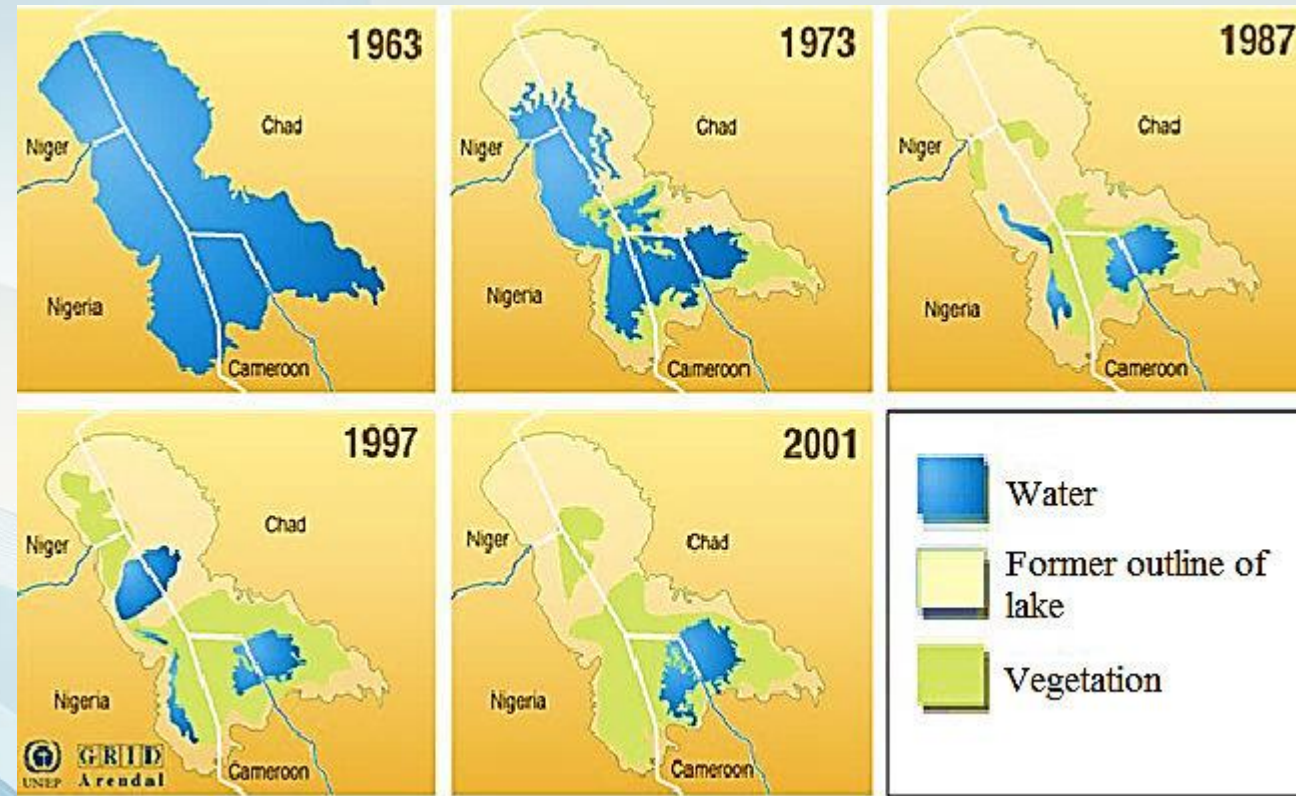 1963
Chad
Niger
Nigeria
Cameroon
1973
Chad
Niger
Nigeria
Cameroon
1987
Chad
Niger
Nigeria
Cameroon
1997
Chad
Niger
Nigeria
Cameroon
UNEP
GRID
Arendal
2001
Chad
Niger
Nigeria
Cameroon
Water
Former outline of
lake
Vegetation